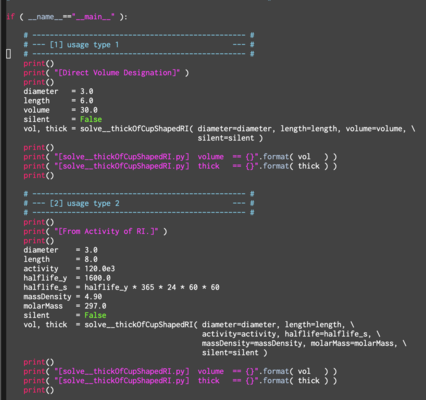 if ( __name__=="__main__" ):
# ------------------------------------------------- #
# --- [1] usage type 1                          --- #
# ------------------------------------------------- #
print()
print( "[Direct Volume Designation]" )
print()
diameter   = 3.0
length     = 6.0
volume     = 30.0
silent     = False
vol, thick = solve__thickOfCupShapedRI( diameter=diameter, length=length, volume=volume, \
silent=silent )
print()
print( "[solve__thickOfCupShapedRI.py]  volume  == {}".format( vol   ) )
print( "[solve__thickOfCupShapedRI.py]  thick   == {}".format( thick ) )
print()
# ------------------------------------------------- #
# --- [2] usage type 2                          --- #
# ------------------------------------------------- #
print()
print( "[From Activity of RI.]" )
print()
diameter    = 3.0
length      = 8.0
activity    = 120.0e3
halflife_y  = 1600.0
halflife_s  = halflife_y * 365 * 24 * 60 * 60
massDensity = 4.90
molarMass   = 297.0
silent      = False
vol, thick  = solve__thickOfCupShapedRI( diameter=diameter, length=length, \
activity=activity, halflife=halflife_s, \
massDensity=massDensity, molarMass=molarMass, \
silent=silent )
print()
print( "[solve__thickOfCupShapedRI.py]  volume  == {}".format( vol   ) )
print( "[solve__thickOfCupShapedRI.py]  thick   == {}".format( thick ) )
print()